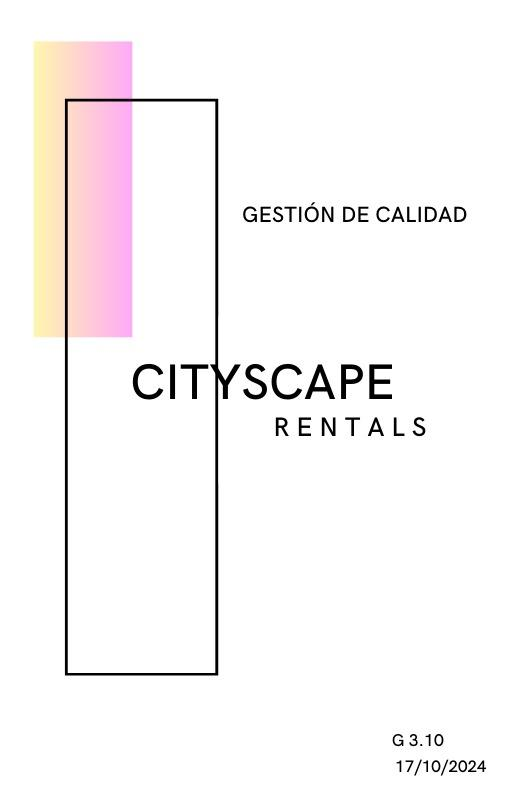 GESTIÓN DE CALIDAD
CITYSCAPE
RENTALS
G 3.10
17/10/2024